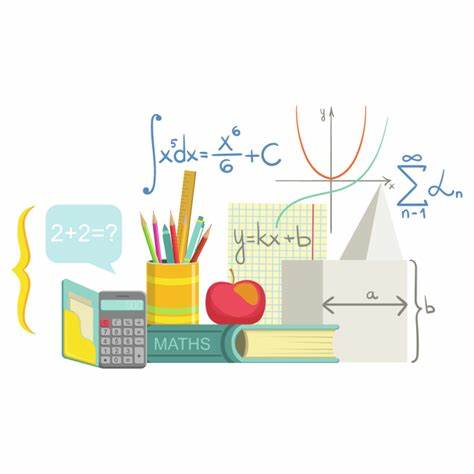 ∫x⁵dx = x⁶/6 + C
y
x
∞
∑ αₙ
n-1
2+2=?
y=kx+b
a
b
MATHS